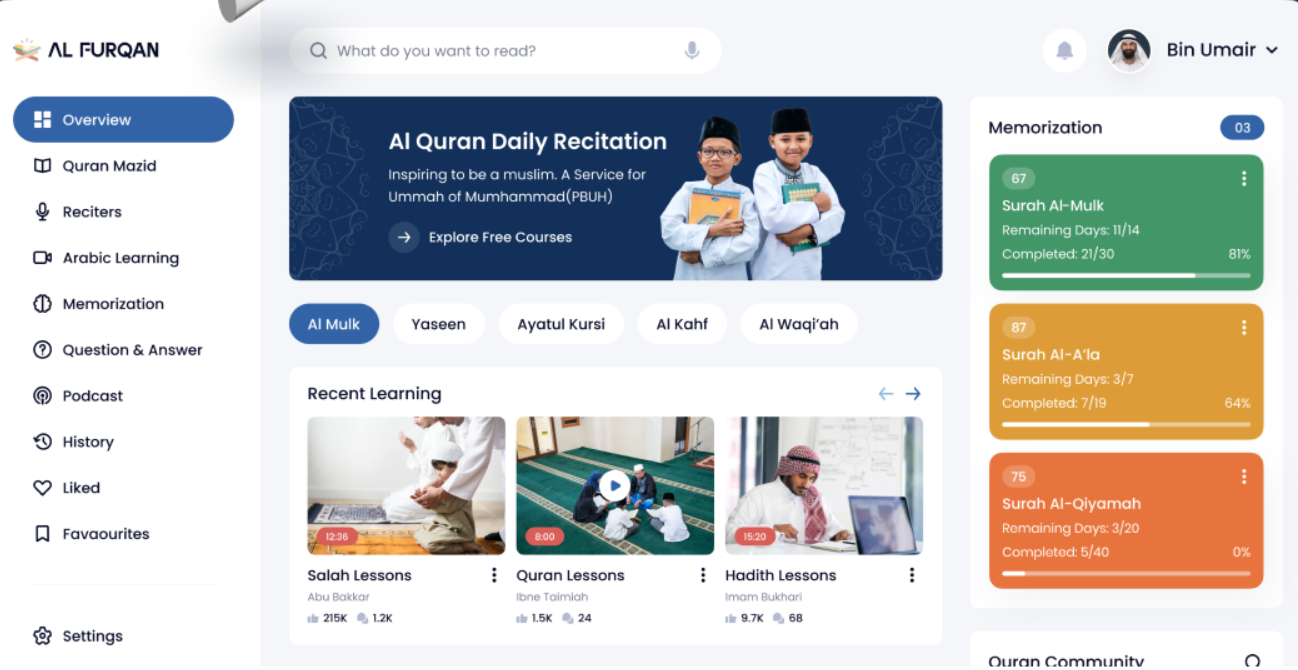 AL FURQAN
What do you want to read?
Bin Umair
Overview
Quran Mazid
Reciters
Arabic Learning
Memorization
Question & Answer
Podcast
History
Liked
Favaourites
Settings
Al Quran Daily Recitation
Inspiring to be a muslim. A Service for
Ummah of Mumhammad(PBUH)
Explore Free Courses
Al Mulk
Yaseen
Ayatul Kursi
Al Kahf
Al Waqi'ah
Recent Learning
12:36
Salah Lessons
Abu Bakkar
215K 1.2K
8:00
Quran Lessons
Ibne Taimiah
1.5K 24
15:20
Hadith Lessons
Imam Bukhari
9.7K 68
Memorization 03
67
Surah Al-Mulk
Remaining Days: 11/14
Completed: 21/30 81%
87
Surah Al-A'la
Remaining Days: 3/7
Completed: 7/19 64%
75
Surah Al-Qiyamah
Remaining Days: 3/20
Completed: 5/40 0%
Quran Community